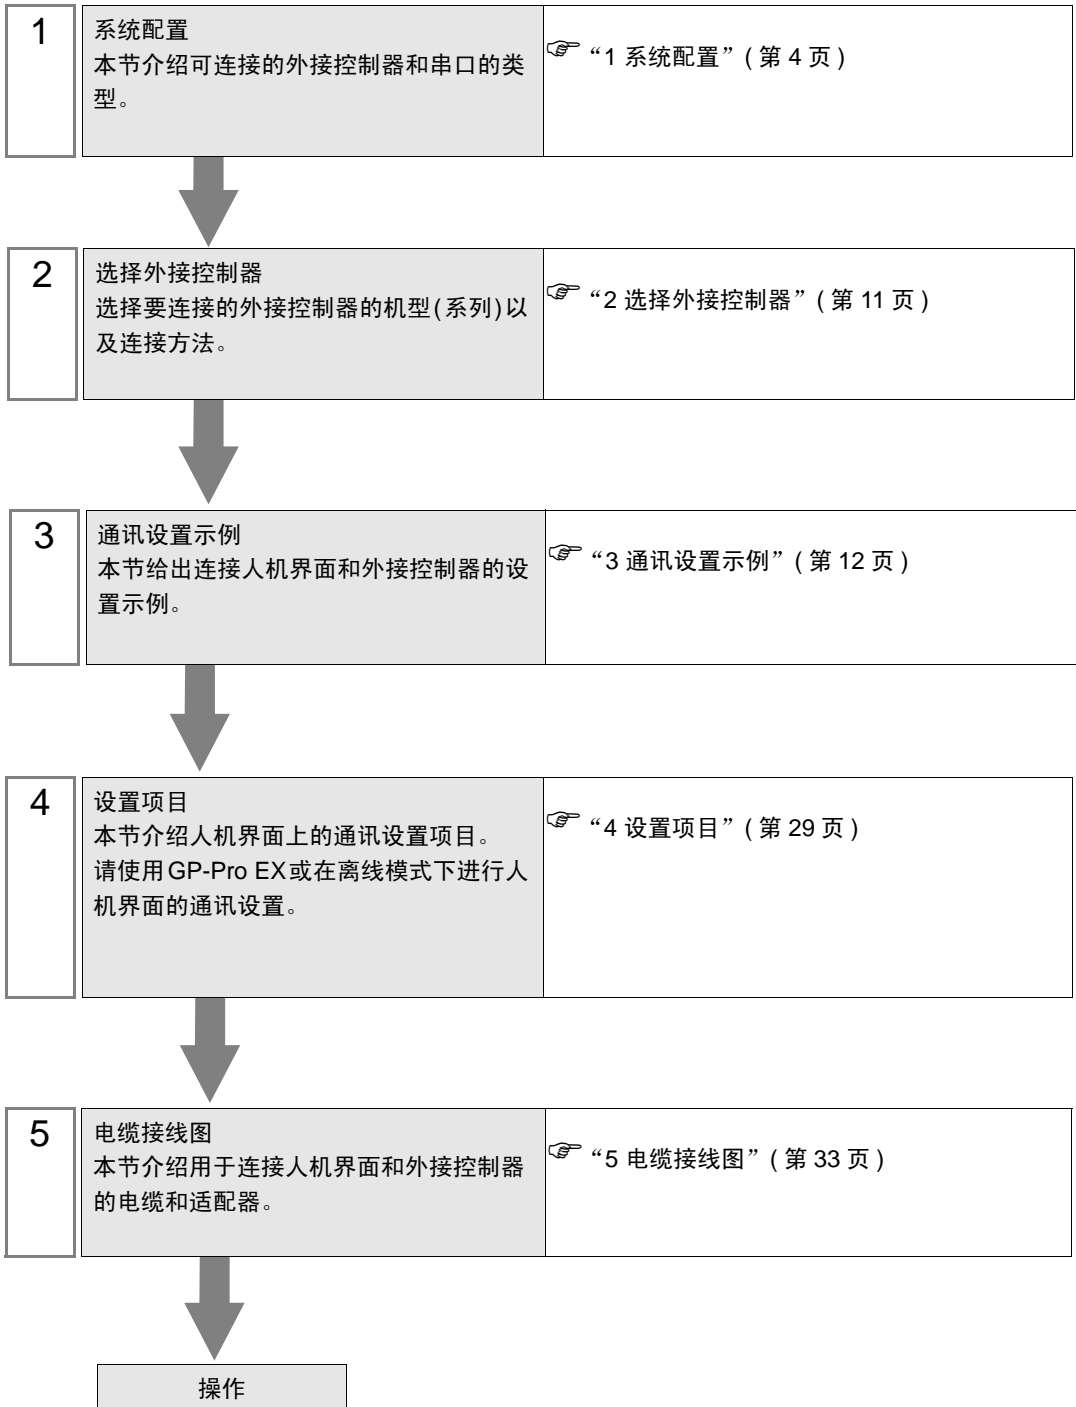 1
系统配置
本节介绍可连接的外接控制器和串口的类
型。
☞ “1 系统配置” ( 第 4 页 )
2
选择外接控制器
选择要连接的外接控制器的机型(系列)以
及连接方法。
☞ “2 选择外接控制器” ( 第 11 页 )
3
通讯设置示例
本节给出连接人机界面和外接控制器的设
置示例。
☞ “3 通讯设置示例” ( 第 12 页 )
4
设置项目
本节介绍人机界面上的通讯设置项目。
请使用GP-Pro EX或在离线模式下进行人
机界面的通讯设置。
☞ “4 设置项目” ( 第 29 页 )
5
电缆接线图
本节介绍用于连接人机界面和外接控制器
的电缆和适配器。
☞ “5 电缆接线图” ( 第 33 页 )
操作